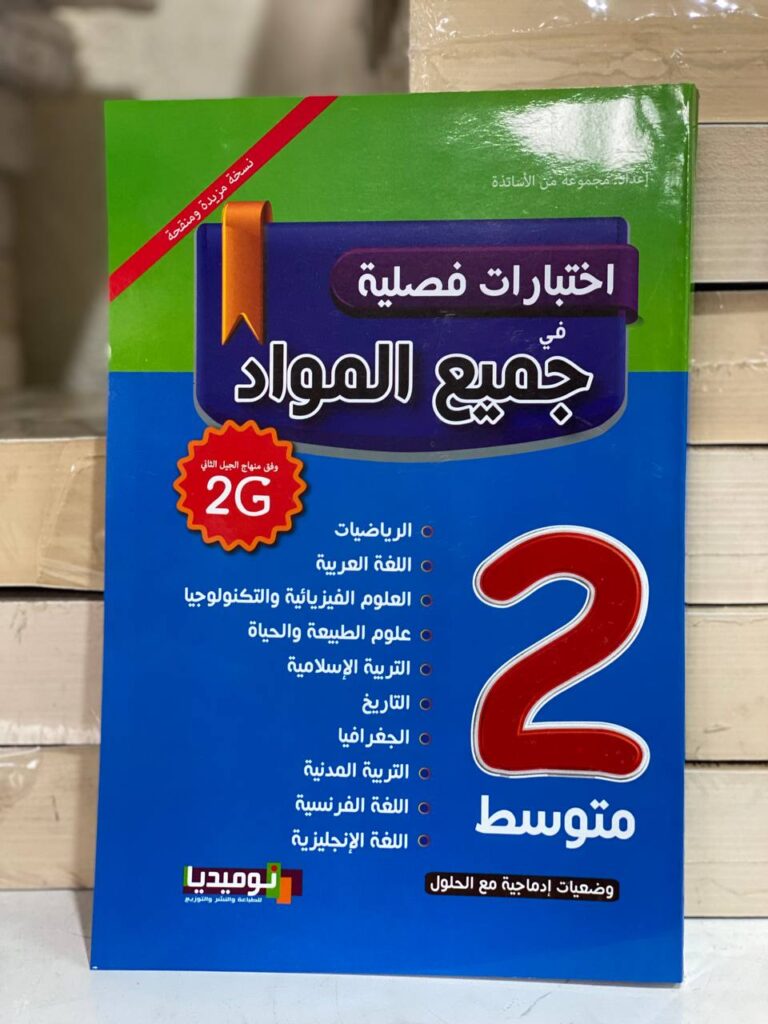 نسخة مزيدة ومنقحة
إعداد: مجموعة من الأساتذة
اختبارات فصلية
في
جميع المواد
وفق منهاج الجيل الثاني
2G
الرياضيات
اللغة العربية
العلوم الفيزيائية والتكنولوجيا
علوم الطبيعة والحياة
التربية الإسلامية
التاريخ
الجغرافيا
التربية المدنية
اللغة الفرنسية
اللغة الإنجليزية
2
متوسط
وضعيات إدماجية مع الحلول
نوميديا
للطباعة والنشر والتوزيع